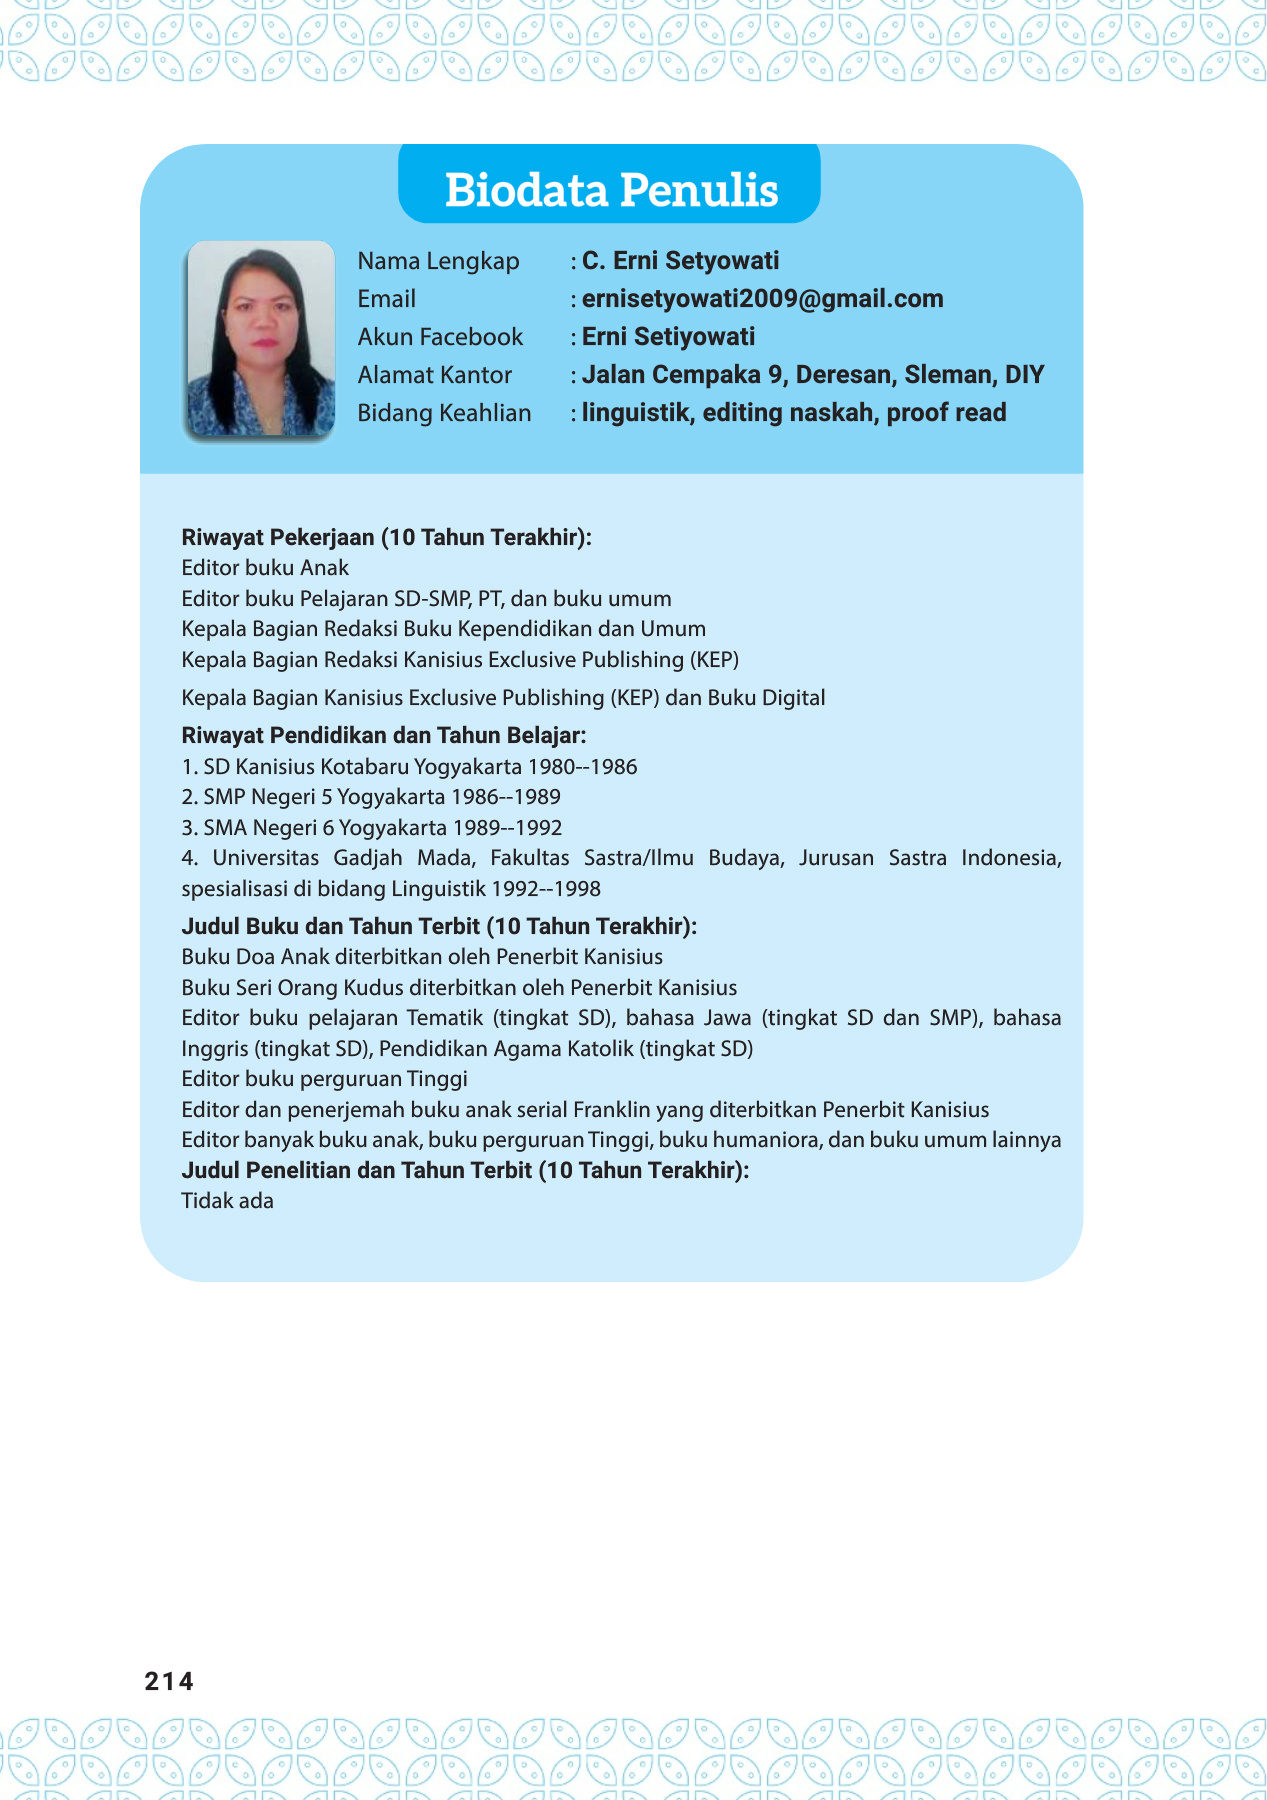 Biodata Penulis
Nama Lengkap : C. Erni Setyowati
Email : ernisetyowati2009@gmail.com
Akun Facebook : Erni Setiyowati
Alamat Kantor : Jalan Cempaka 9, Deresan, Sleman, DIY
Bidang Keahlian : linguistik, editing naskah, proof read
Riwayat Pekerjaan (10 Tahun Terakhir):
Editor buku Anak
Editor buku Pelajaran SD-SMP, PT, dan buku umum
Kepala Bagian Redaksi Buku Kependidikan dan Umum
Kepala Bagian Redaksi Kanisius Exclusive Publishing (KEP)
Kepala Bagian Kanisius Exclusive Publishing (KEP) dan Buku Digital
Riwayat Pendidikan dan Tahun Belajar:
1. SD Kanisius Kotabaru Yogyakarta 1980--1986
2. SMP Negeri 5 Yogyakarta 1986--1989
3. SMA Negeri 6 Yogyakarta 1989--1992
4. Universitas Gadjah Mada, Fakultas Sastra/Ilmu Budaya, Jurusan Sastra Indonesia,
spesialisasi di bidang Linguistik 1992--1998
Judul Buku dan Tahun Terbit (10 Tahun Terakhir):
Buku Doa Anak diterbitkan oleh Penerbit Kanisius
Buku Seri Orang Kudus diterbitkan oleh Penerbit Kanisius
Editor buku pelajaran Tematik (tingkat SD), bahasa Jawa (tingkat SD dan SMP), bahasa
Inggris (tingkat SD), Pendidikan Agama Katolik (tingkat SD)
Editor buku perguruan Tinggi
Editor dan penerjemah buku anak serial Franklin yang diterbitkan Penerbit Kanisius
Editor banyak buku anak, buku perguruan Tinggi, buku humaniora, dan buku umum lainnya
Judul Penelitian dan Tahun Terbit (10 Tahun Terakhir):
Tidak ada
214